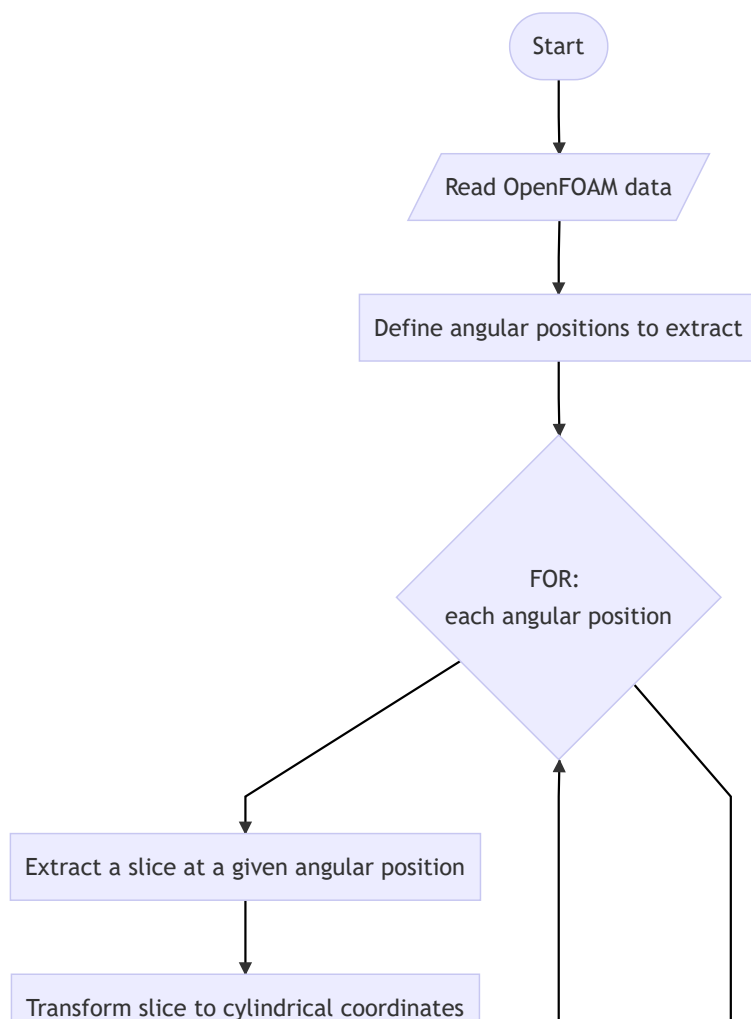 Start
Read OpenFOAM data
Define angular positions to extract
FOR:
each angular position
Extract a slice at a given angular position
Transform slice to cylindrical coordinates